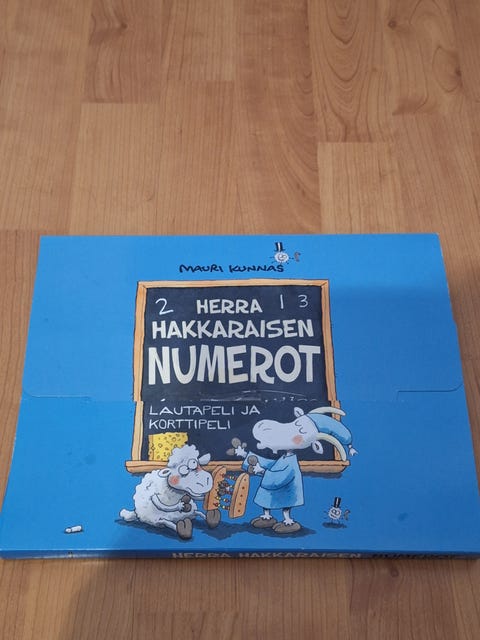 MAURI KUNNAS
2 1 3
HERRA
HAKKARAISEN
NUMEROT
LAUTAPELI JA
KORTTIPELI
HERRA HAKKARAISEN NUMEROT